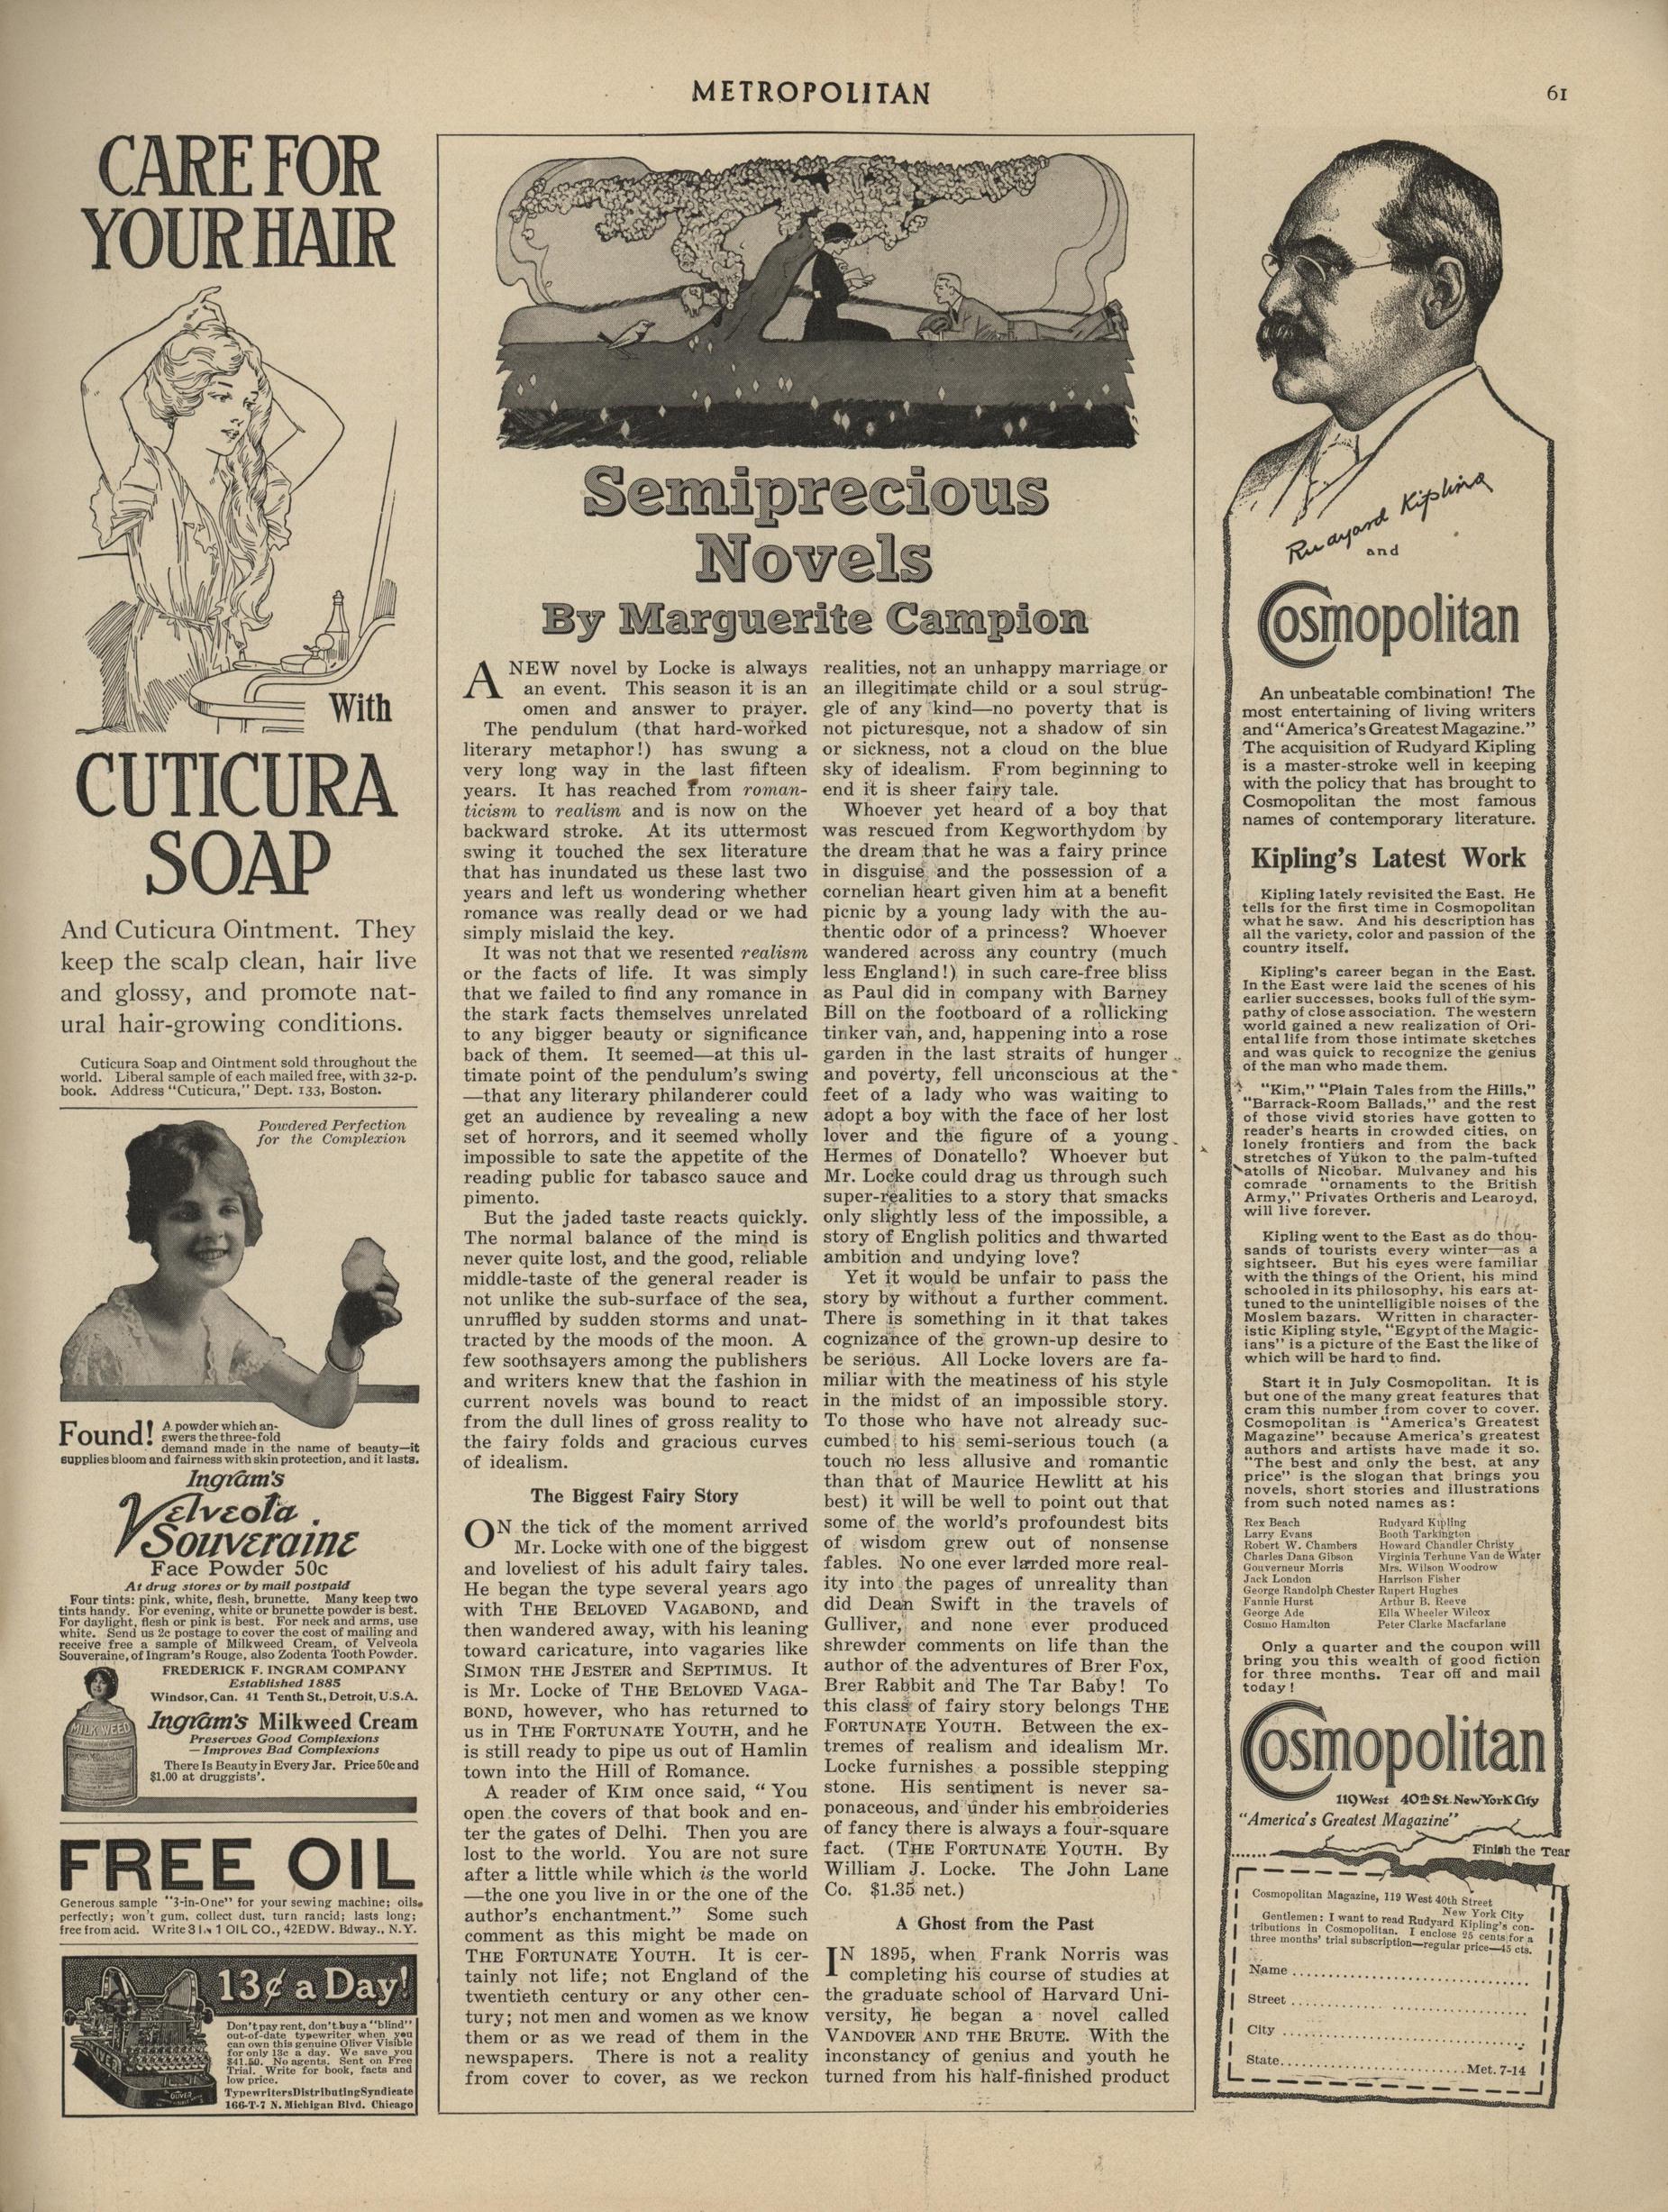 METROPOLITAN
61
CARE FOR
YOUR HAIR
With
CUTICURA
SOAP
And Cuticura Ointment. They
keep the scalp clean, hair live
and glossy, and promote nat-
ural hair-growing conditions.
Cuticura Soap and Ointment sold throughout the
world. Liberal sample of each mailed free, with 32-p.
book. Address "Cuticura," Dept. 133, Boston.
Powdered Perfection
for the Complexion
Found! A powder which an-
swers the three-fold
demand made in the name of beauty—it
supplies bloom and fairness with skin protection, and it lasts.
Ingram's
Velveola
Souveraine
Face Powder 50c
At drug stores or by mail postpaid
Four tints: pink, white, flesh, brunette. Many keep two
tints handy. For evening, white or brunette powder is best.
For daylight, flesh or pink is best. For neck and arms, use
white. Send us 2c postage to cover the cost of mailing and
receive free a sample of Milkweed Cream, of Velveola
Souveraine, of Ingram's Rouge, also Zodenta Tooth Powder.
FREDERICK F. INGRAM COMPANY
Established 1885
Windsor, Can. 41 Tenth St., Detroit, U.S.A.
MILKWEED
Ingram's Milkweed Cream
Preserves Good Complexions
—Improves Bad Complexions
There Is Beauty in Every Jar. Price 50c and
$1.00 at druggists'.
FREE OIL
Generous sample "3-in-One" for your sewing machine; oils
perfectly; won't gum, collect dust, turn rancid; lasts long;
free from acid. Write 3 IN 1 OIL CO., 42EDW. Bdway., N.Y.
13¢ a Day!
Don't pay rent, don't buy a "blind"
out-of-date typewriter when you
can own this genuine Oliver Visible
for only 13c a day. We save you
$41.50. No agents. Sent on Free
Trial. Write for book, facts and
low price.
Typewriters Distributing Syndicate
166-T-7 N. Michigan Blvd. Chicago
OLIVER
Semiprecious
Novels
By Marguerite Campion
A NEW novel by Locke is always
an event. This season it is an
omen and answer to prayer.
The pendulum (that hard-worked
literary metaphor!) has swung a
very long way in the last fifteen
years. It has reached from roman-
ticism to realism and is now on the
backward stroke. At its uttermost
swing it touched the sex literature
that has inundated us these last two
years and left us wondering whether
romance was really dead or we had
simply mislaid the key.
It was not that we resented realism
or the facts of life. It was simply
that we failed to find any romance in
the stark facts themselves unrelated
to any bigger beauty or significance
back of them. It seemed—at this ul-
timate point of the pendulum's swing
—that any literary philanderer could
get an audience by revealing a new
set of horrors, and it seemed wholly
impossible to sate the appetite of the
reading public for tabasco sauce and
pimento.
But the jaded taste reacts quickly.
The normal balance of the mind is
never quite lost, and the good, reliable
middle-taste of the general reader is
not unlike the sub-surface of the sea,
unruffled by sudden storms and unat-
tracted by the moods of the moon. A
few soothsayers among the publishers
and writers knew that the fashion in
current novels was bound to react
from the dull lines of gross reality to
the fairy folds and gracious curves
of idealism.
The Biggest Fairy Story
ON the tick of the moment arrived
Mr. Locke with one of the biggest
and loveliest of his adult fairy tales.
He began the type several years ago
with THE BELOVED VAGABOND, and
then wandered away, with his leaning
toward caricature, into vagaries like
SIMON THE JESTER and SEPTIMUS. It
is Mr. Locke of THE BELOVED VAGA-
BOND, however, who has returned to
us in THE FORTUNATE YOUTH, and he
is still ready to pipe us out of Hamlin
town into the Hill of Romance.
A reader of KIM once said, "You
open the covers of that book and en-
ter the gates of Delhi. Then you are
lost to the world. You are not sure
after a little while which is the world
—the one you live in or the one of the
author's enchantment." Some such
comment as this might be made on
THE FORTUNATE YOUTH. It is cer-
tainly not life; not England of the
twentieth century or any other cen-
tury; not men and women as we know
them or as we read of them in the
newspapers. There is not a reality
from cover to cover, as we reckon
realities, not an unhappy marriage or
an illegitimate child or a soul strug-
gle of any kind—no poverty that is
not picturesque, not a shadow of sin
or sickness, not a cloud on the blue
sky of idealism. From beginning to
end it is sheer fairy tale.
Whoever yet heard of a boy that
was rescued from Kegworthydom by
the dream that he was a fairy prince
in disguise and the possession of a
cornelian heart given him at a benefit
picnic by a young lady with the au-
thentic odor of a princess? Whoever
wandered across any country (much
less England!) in such care-free bliss
as Paul did in company with Barney
Bill on the footboard of a rollicking
tinker van, and, happening into a rose
garden in the last straits of hunger
and poverty, fell unconscious at the
feet of a lady who was waiting to
adopt a boy with the face of her lost
lover and the figure of a young
Hermes of Donatello? Whoever but
Mr. Locke could drag us through such
super-realities to a story that smacks
only slightly less of the impossible, a
story of English politics and thwarted
ambition and undying love?
Yet it would be unfair to pass the
story by without a further comment.
There is something in it that takes
cognizance of the grown-up desire to
be serious. All Locke lovers are fa-
miliar with the meatiness of his style
in the midst of an impossible story.
To those who have not already suc-
cumbed to his semi-serious touch (a
touch no less allusive and romantic
than that of Maurice Hewlitt at his
best) it will be well to point out that
some of the world's profoundest bits
of wisdom grew out of nonsense
fables. No one ever larded more real-
ity into the pages of unreality than
did Dean Swift in the travels of
Gulliver, and none ever produced
shrewder comments on life than the
author of the adventures of Brer Fox,
Brer Rabbit and The Tar Baby! To
this class of fairy story belongs THE
FORTUNATE YOUTH. Between the ex-
tremes of realism and idealism Mr.
Locke furnishes a possible stepping
stone. His sentiment is never sa-
ponaceous, and under his embroideries
of fancy there is always a four-square
fact. (THE FORTUNATE YOUTH. By
William J. Locke. The John Lane
Co. $1.35 net.)
A Ghost from the Past
IN 1895, when Frank Norris was
completing his course of studies at
the graduate school of Harvard Uni-
versity, he began a novel called
VANDOVER AND THE BRUTE. With the
inconstancy of genius and youth he
turned from his half-finished product
Rudyard Kipling
and
Cosmopolitan
An unbeatable combination! The
most entertaining of living writers
and "America's Greatest Magazine."
The acquisition of Rudyard Kipling
is a master-stroke well in keeping
with the policy that has brought to
Cosmopolitan the most famous
names of contemporary literature.
Kipling's Latest Work
Kipling lately revisited the East. He
tells for the first time in Cosmopolitan
what he saw. And his description has
all the variety, color and passion of the
country itself.
Kipling's career began in the East.
In the East were laid the scenes of his
earlier successes, books full of the sym-
pathy of close association. The western
world gained a new realization of Ori-
ental life from those intimate sketches
and was quick to recognize the genius
of the man who made them.
"Kim," "Plain Tales from the Hills,"
"Barrack-Room Ballads," and the rest
of those vivid stories have gotten to
reader's hearts in crowded cities, on
lonely frontiers and from the back
stretches of Yukon to the palm-tufted
atolls of Nicobar. Mulvaney and his
comrade "ornaments to the British
Army," Privates Ortheris and Learoyd,
will live forever.
Kipling went to the East as do thou-
sands of tourists every winter—as a
sightseer. But his eyes were familiar
with the things of the Orient, his mind
schooled in its philosophy, his ears at-
tuned to the unintelligible noises of the
Moslem bazars. Written in character-
istic Kipling style, "Egypt of the Magic-
ians" is a picture of the East the like of
which will be hard to find.
Start it in July Cosmopolitan. It is
but one of the many great features that
cram this number from cover to cover.
Cosmopolitan is "America's Greatest
Magazine" because America's greatest
authors and artists have made it so.
"The best and only the best, at any
price" is the slogan that brings you
novels, short stories and illustrations
from such noted names as:
Rex Beach Rudyard Kipling
Larry Evans Booth Tarkington
Robert W. Chambers Howard Chandler Christy
Charles Dana Gibson Virginia Terhune Van de Water
Gouverneur Morris Mrs. Wilson Woodrow
Jack London Harrison Fisher
George Randolph Chester Rupert Hughes
Fannie Hurst Arthur B. Reeve
George Ade Ella Wheeler Wilcox
Cosmo Hamilton Peter Clarke Macfarlane
Only a quarter and the coupon will
bring you this wealth of good fiction
for three months. Tear off and mail
today!
Cosmopolitan
119 West 40th St. New York City
"America's Greatest Magazine"
Finish the Tear
Cosmopolitan Magazine, 119 West 40th Street
New York City
Gentlemen: I want to read Rudyard Kipling's con-
tributions in Cosmopolitan. I enclose 25 cents for a
three months' trial subscription—regular price—45 cts.
Name
Street
City
State Met. 7-14